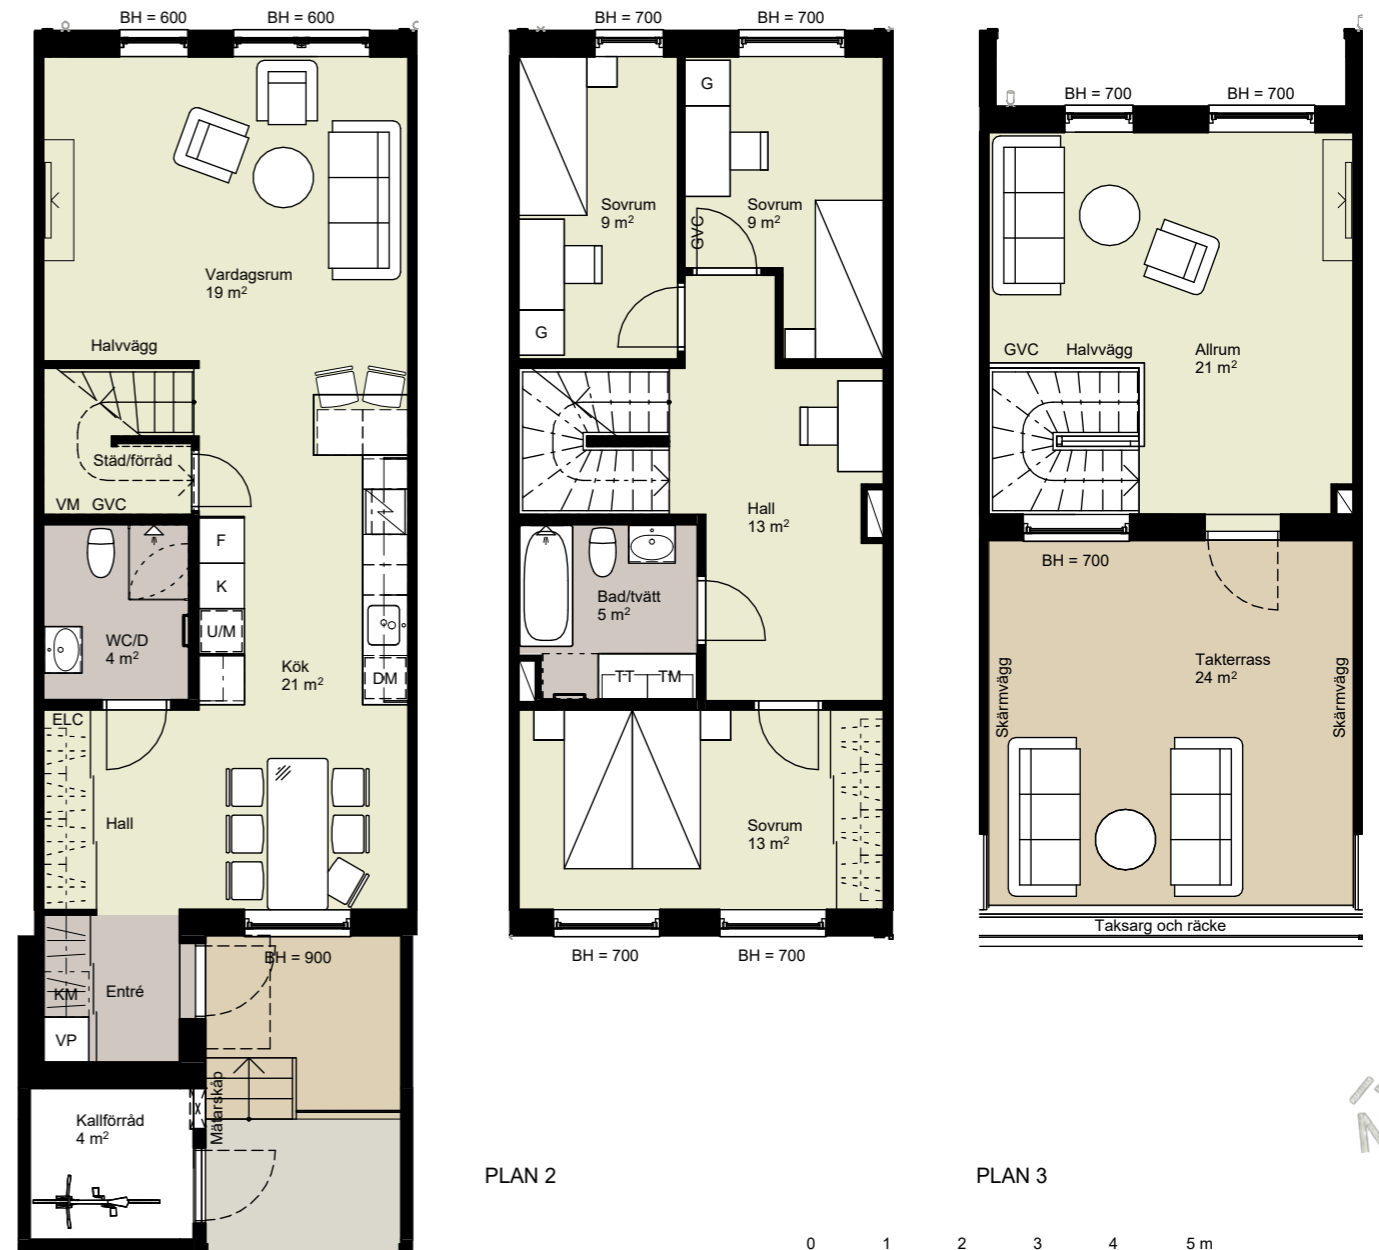 BH = 600
BH = 600
Vardagsrum
19 m²
Halvvägg
Städ/förråd
VM
GVC
F
K
U/M
WC/D
4 m²
Kök
21 m²
DM
ELC
Hall
BH = 900
KM
Entré
VP
Mätarskåp
Kallförråd
4 m²
BH = 700
BH = 700
G
Sovrum
9 m²
Sovrum
9 m²
GVC
G
Hall
13 m²
Bad/tvätt
5 m²
TT
TM
Sovrum
13 m²
BH = 700
BH = 700
PLAN 2
BH = 700
BH = 700
GVC
Halvvägg
Allrum
21 m²
BH = 700
Takterrass
24 m²
Skärmvägg
Skärmvägg
Taksarg och räcke
PLAN 3
0 1 2 3 4 5 m